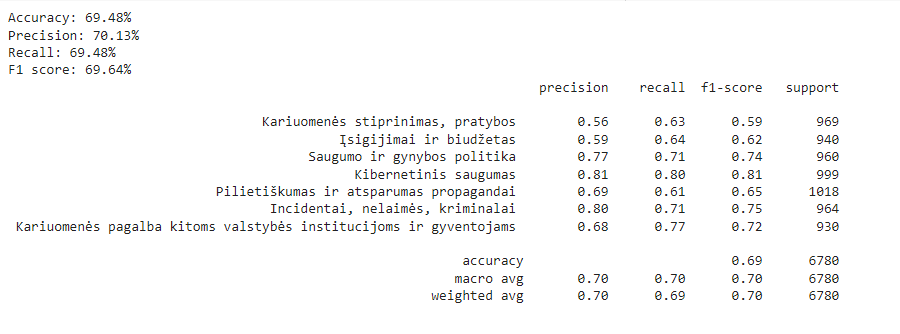 Accuracy: 69.48%
Precision: 70.13%
Recall: 69.48%
F1 score: 69.64%
precision recall f1-score support
Kariuomenės stiprinimas, pratybos 0.56 0.63 0.59 969
Įsigijimai ir biudžetas 0.59 0.64 0.62 940
Saugumo ir gynybos politika 0.77 0.71 0.74 960
Kibernetinis saugumas 0.81 0.80 0.81 999
Pilietiškumas ir atsparumas propagandai 0.69 0.61 0.65 1018
Incidentai, nelaimės, kriminalai 0.80 0.71 0.75 964
Kariuomenės pagalba kitoms valstybės institucijoms ir gyventojams 0.68 0.77 0.72 930
accuracy 0.69 6780
macro avg 0.70 0.70 0.70 6780
weighted avg 0.70 0.69 0.70 6780